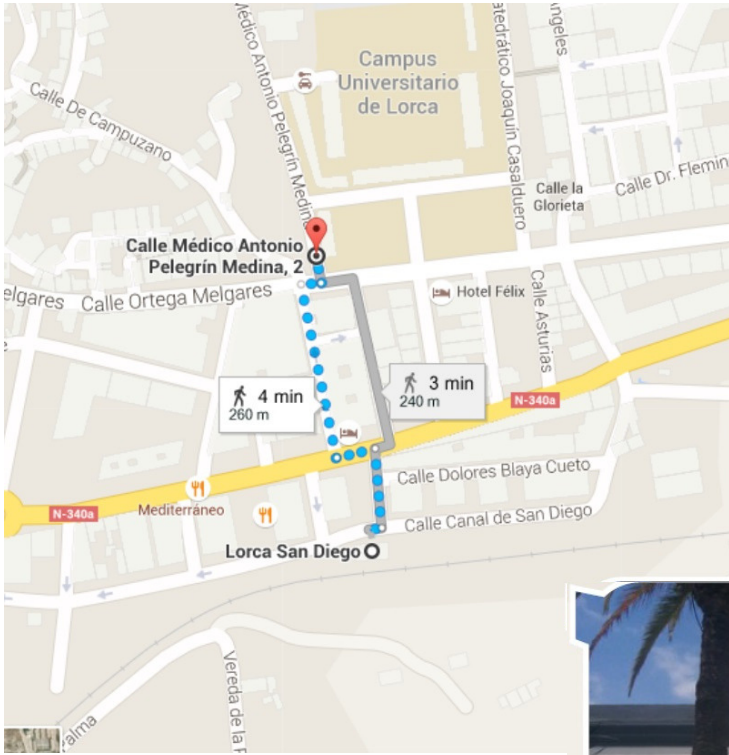 Médico Antonio Pelegrín Medina
Campus
Universitario
de Lorca
atedrático Joaquín Casalduero
Angeles
Calle De Campuzano
Calle la
Glorieta
Calle Dr. Flemin
Calle Médico Antonio
Pelegrín Medina, 2
elgares
Calle Ortega Melgares
Hotel Félix
Calle Asturias
4 min
260 m
3 min
240 m
N-340a
Calle Dolores Blaya Cueto
Mediterráneo
N-340a
Calle Canal de San Diego
Lorca San Diego
Vereda de la
Palma